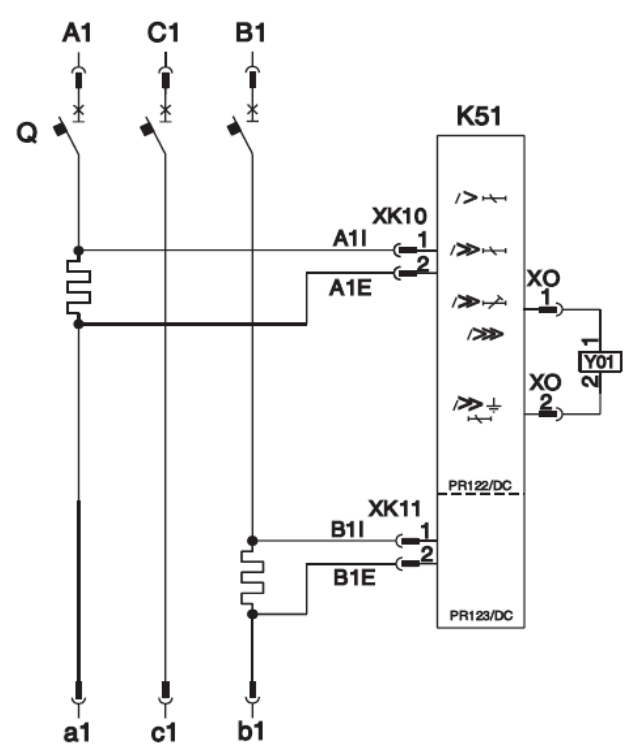 A1 C1 B1
Q
K51
XK10
A1I 1
A1E 2
XO
1
1
Y01
2
XO
2
PR122/DC
XK11
B1I 1
B1E 2
PR123/DC
a1 c1 b1